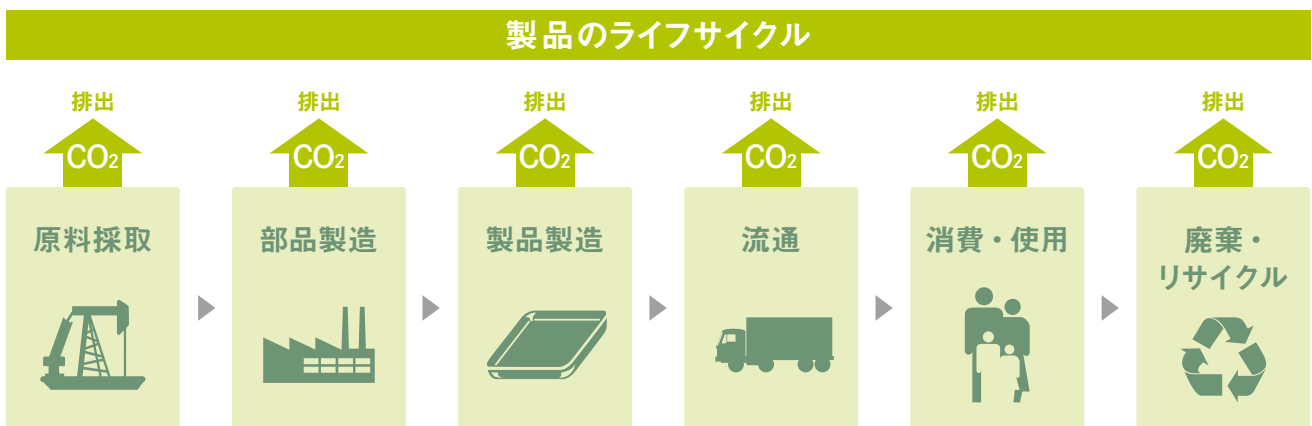 製品のライフサイクル
排出
排出
排出
排出
排出
排出
CO₂
CO₂
CO₂
CO₂
CO₂
CO₂
原料採取
部品製造
製品製造
流通
消費・使用
廃棄・
リサイクル